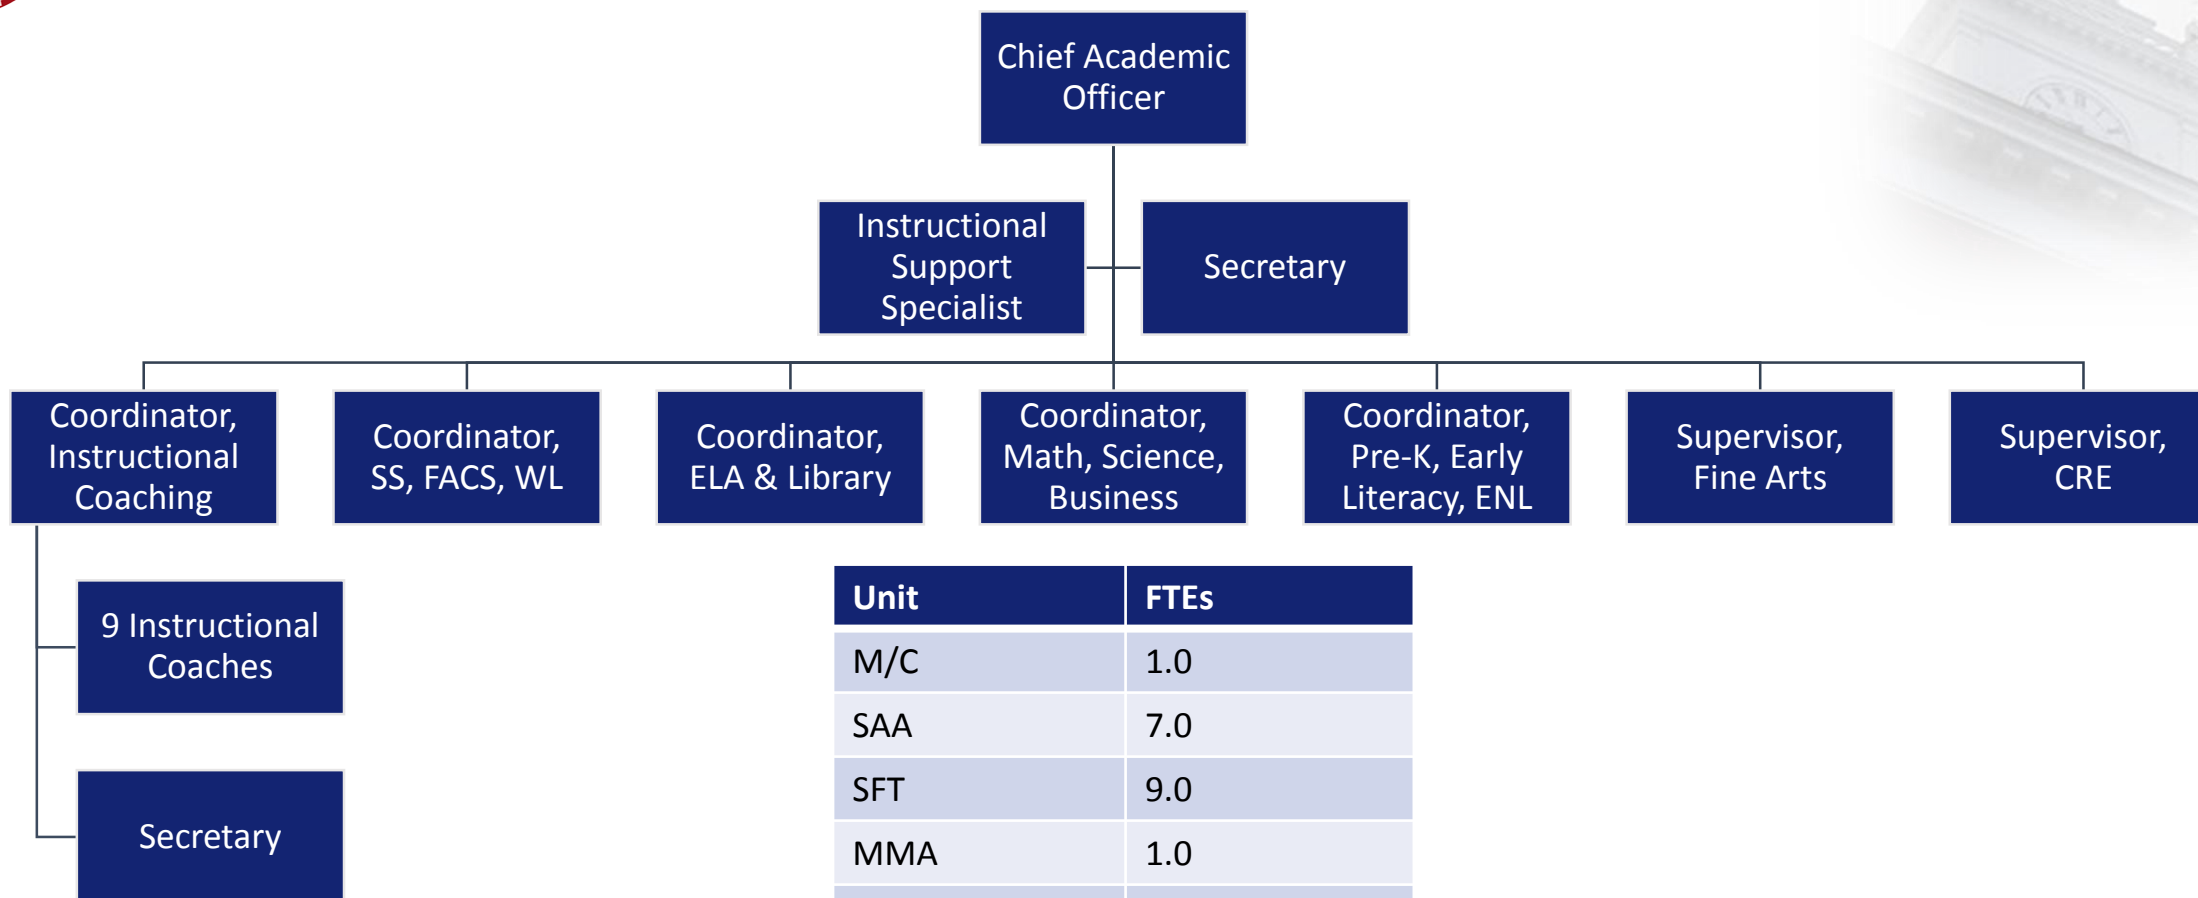 Chief Academic
Officer
Instructional
Support
Specialist
Secretary
Coordinator,
Instructional
Coaching
Coordinator,
SS, FACS, WL
Coordinator,
ELA & Library
Coordinator,
Math, Science,
Business
Coordinator,
Pre-K, Early
Literacy, ENL
Supervisor,
Fine Arts
Supervisor,
CRE
9 Instructional
Coaches
Secretary
Unit FTEs
M/C 1.0
SAA 7.0
SFT 9.0
MMA 1.0